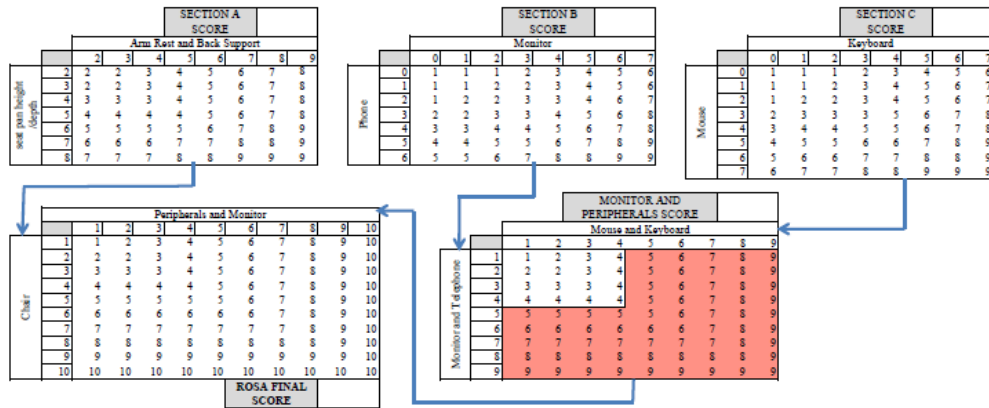 SECTION A
SCORE
Arm Rest and Back Support
2 3 4 5 6 7 8 9
seat pan height
/depth
2 2 2 3 4 5 6 7 8
3 2 2 3 4 5 6 7 8
4 3 3 3 4 5 6 7 8
5 4 4 4 4 5 6 7 8
6 5 5 5 5 6 7 8 9
7 6 6 6 7 7 8 8 9
8 7 7 7 8 8 9 9 9
SECTION B
SCORE
Monitor
0 1 2 3 4 5 6 7
Phone
0 1 1 1 2 3 4 5 6
1 1 1 2 2 3 4 5 6
2 1 2 2 3 3 4 6 7
3 2 2 3 3 4 5 6 8
4 3 3 4 4 5 6 7 8
5 4 4 5 5 6 7 8 9
6 5 5 6 7 8 8 9 9
SECTION C
SCORE
Keyboard
0 1 2 3 4 5 6 7
Mouse
0 1 1 1 2 3 4 5 6
1 1 1 2 3 4 5 6 7
2 1 2 2 3 4 5 6 7
3 2 3 3 3 5 6 7 8
4 3 4 4 5 5 6 7 8
5 4 5 5 6 6 7 8 9
6 5 6 6 7 7 8 8 9
7 6 7 7 8 8 9 9 9
Peripherals and Monitor
1 2 3 4 5 6 7 8 9 10
Chair
1 1 2 3 4 5 6 7 8 9 10
2 2 2 3 4 5 6 7 8 9 10
3 3 3 3 4 5 6 7 8 9 10
4 4 4 4 4 5 6 7 8 9 10
5 5 5 5 5 5 6 7 8 9 10
6 6 6 6 6 6 6 7 8 9 10
7 7 7 7 7 7 7 7 8 9 10
8 8 8 8 8 8 8 8 8 9 10
9 9 9 9 9 9 9 9 9 9 10
10 10 10 10 10 10 10 10 10 10 10
ROSA FINAL
SCORE
MONITOR AND
PERIPHERALS SCORE
Mouse and Keyboard
1 2 3 4 5 6 7 8 9
Monitor and Telephone
1 1 2 3 4 5 6 7 8 9
2 2 2 3 4 5 6 7 8 9
3 3 3 3 4 5 6 7 8 9
4 4 4 4 4 5 6 7 8 9
5 5 5 5 5 5 6 7 8 9
6 6 6 6 6 6 6 7 8 9
7 7 7 7 7 7 7 7 8 9
8 8 8 8 8 8 8 8 8 9
9 9 9 9 9 9 9 9 9 9